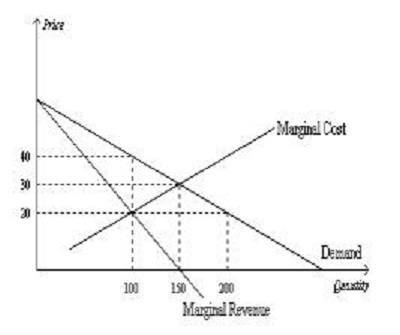 Price
Marginal Cost
40
30
20
Demand
100 150 200 Quantity
Marginal Revenue